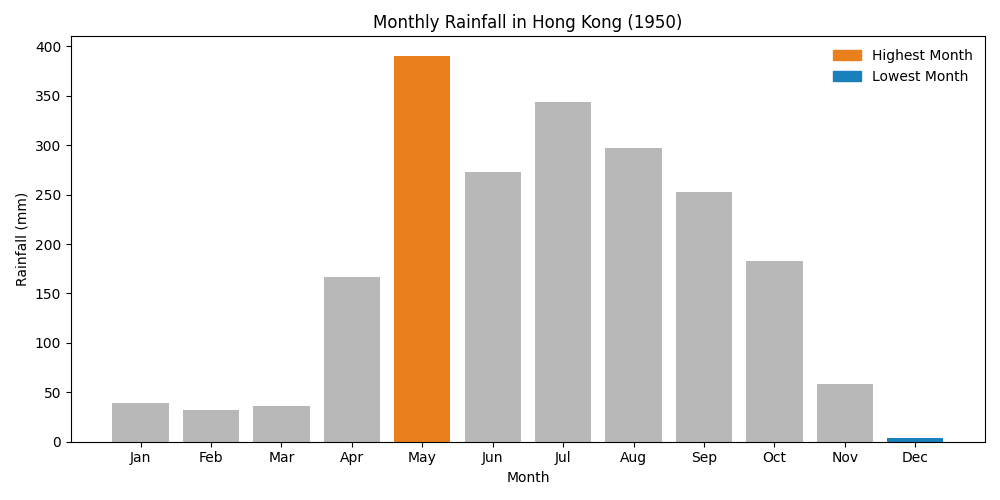 Monthly Rainfall in Hong Kong (1950)
Highest Month
Lowest Month
Rainfall (mm)
400
350
300
250
200
150
100
50
0
Jan Feb Mar Apr May Jun Jul Aug Sep Oct Nov Dec
Month